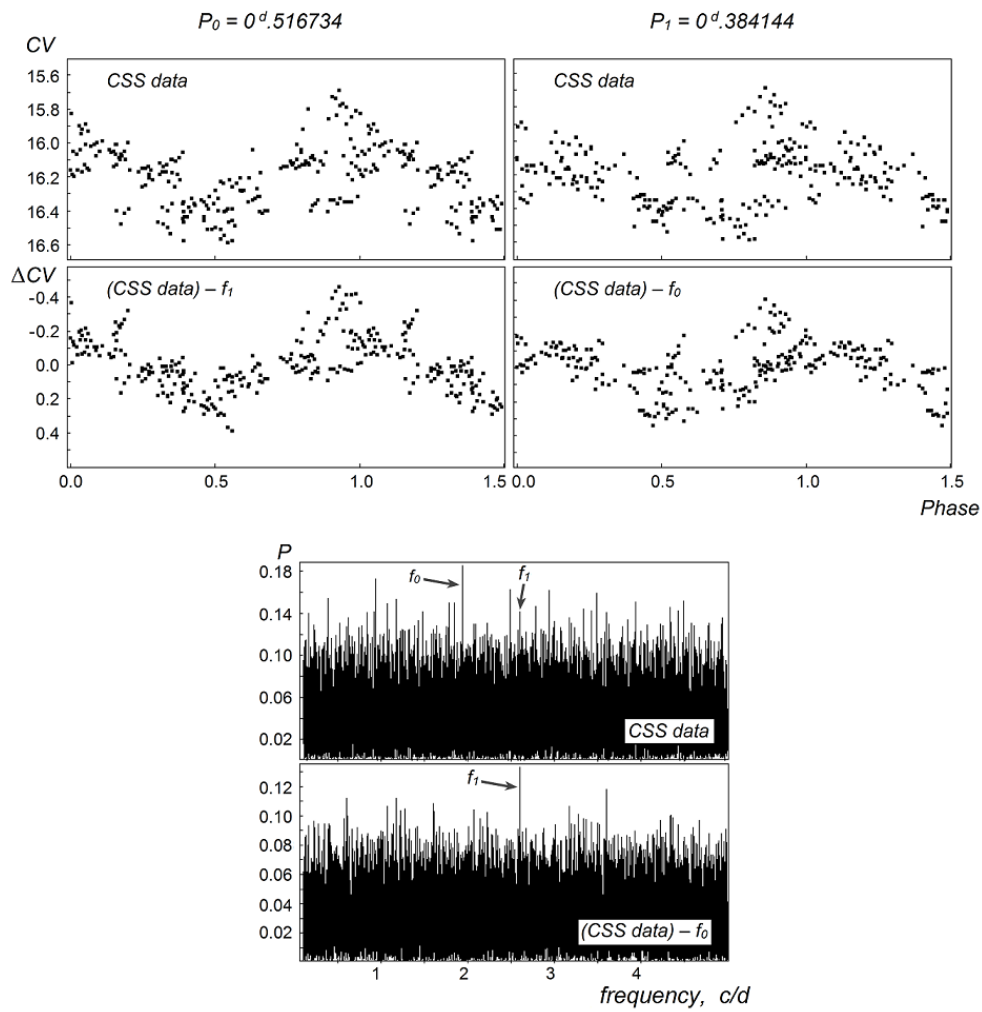 P₀ = 0ᵈ.516734 P₁ = 0ᵈ.384144
CV
CSS data CSS data
15.6
15.8
16.0
16.2
16.4
16.6
ΔCV
(CSS data) – f₁ (CSS data) – f₀
-0.4
-0.2
0.0
0.2
0.4
0.0 0.5 1.0 1.5 0.0 0.5 1.0 1.5
Phase
P
0.18
f₀ f₁
0.14
0.10
0.06
CSS data
0.02
f₁
0.12
0.10
0.08
0.06
0.04
(CSS data) – f₀
0.02
1 2 3 4
frequency, c/d